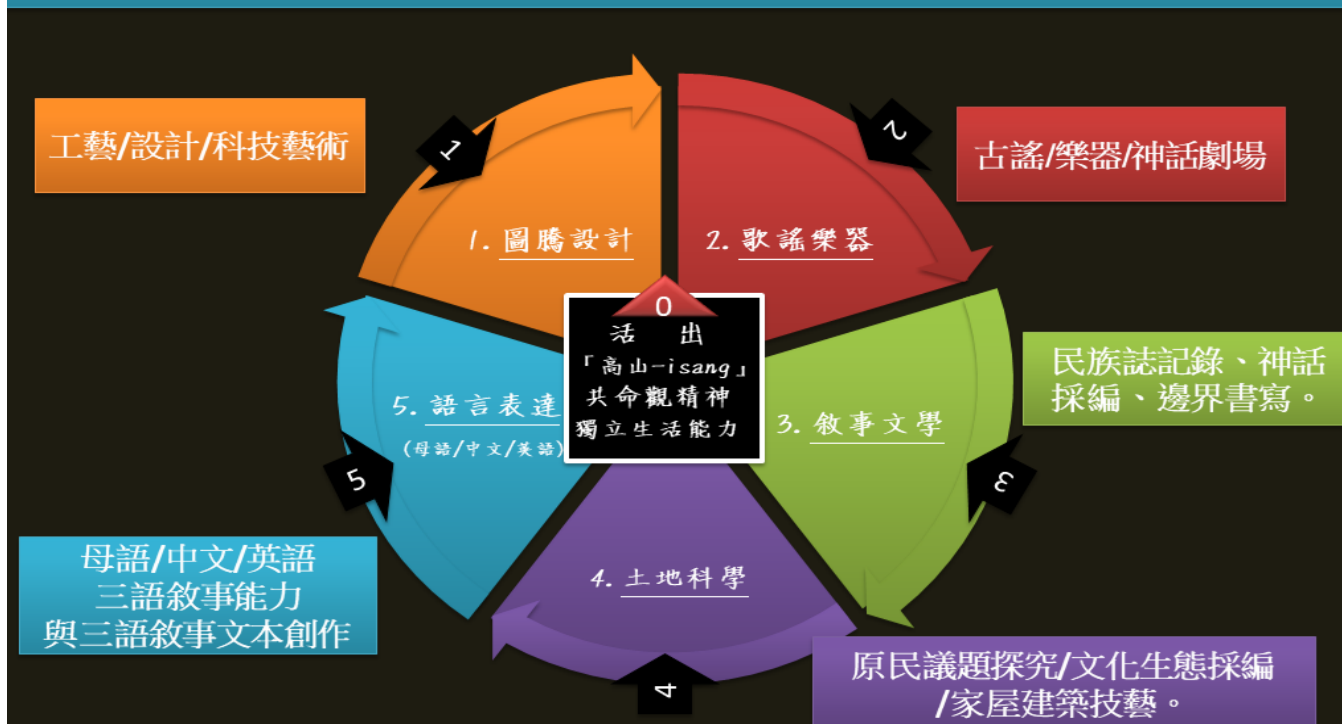 工藝/設計/科技藝術
1
1. 圖騰設計
2
2. 歌謠樂器
古謠/樂器/神話劇場
0
活 出
「高山-isang」
共命觀精神
獨立生活能力
3. 敘事文學
3
民族誌記錄、神話
採編、邊界書寫。
4. 土地科學
4
原民議題探究/文化生態採編
/家屋建築技藝。
5. 語言表達
(母語/中文/英語)
5
母語/中文/英語
三語敘事能力
與三語敘事文本創作